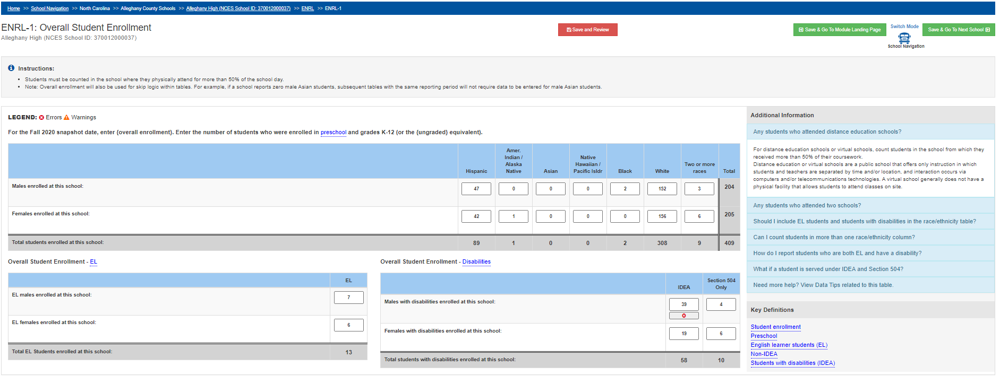 Home >> School Navigation >> North Carolina >> Alleghany County Schools >> Alleghany High (NCES School ID: 370012000037) >> ENRL >> ENRL-1
ENRL-1: Overall Student Enrollment
Alleghany High (NCES School ID: 370012000037)
Save and Review
Save & Go To Module Landing Page
Switch Mode
School Navigation
Save & Go To Next School
Instructions:
• Students must be counted in the school where they physically attend for more than 50% of the school day.
• Note: Overall enrollment will also be used for skip logic within tables. For example, if a school reports zero male Asian students, subsequent tables with the same reporting period will not require data to be entered for male Asian students.
LEGEND: Errors Warnings
For the Fall 2020 snapshot date, enter {overall enrollment}. Enter the number of students who were enrolled in preschool and grades K-12 (or the {ungraded} equivalent).
Hispanic
Amer.
Indian /
Alaska
Native
Asian
Native
Hawaiian /
Pacific Isldr
Black
White
Two or more
races
Total
Males enrolled at this school: 47 0 0 0 2 152 3 204
Females enrolled at this school: 42 1 0 0 0 156 6 205
Total students enrolled at this school: 89 1 0 0 2 308 9 409
Overall Student Enrollment - EL
EL
EL males enrolled at this school: 7
EL females enrolled at this school: 6
Total EL Students enrolled at this school: 13
Overall Student Enrollment - Disabilities
IDEA
Section 504
Only
Males with disabilities enrolled at this school: 39 4
Females with disabilities enrolled at this school: 19 6
Total students with disabilities enrolled at this school: 58 10
Additional Information
Any students who attended distance education schools?
For distance education schools or virtual schools, count students in the school from which they
received more than 50% of their coursework.
Distance education or virtual schools are a public school that offers only instruction in which
students and teachers are separated by time and/or location, and interaction occurs via
computers and/or telecommunications technologies. A virtual school generally does not have a
physical facility that allows students to attend classes on site.
Any students who attended two schools?
Should I include EL students and students with disabilities in the race/ethnicity table?
Can I count students in more than one race/ethnicity column?
How do I report students who are both EL and have a disability?
What if a student is served under IDEA and Section 504?
Need more help? View Data Tips related to this table.
Key Definitions
Student enrollment
Preschool
English learner students (EL)
Non-IDEA
Students with disabilities (IDEA)